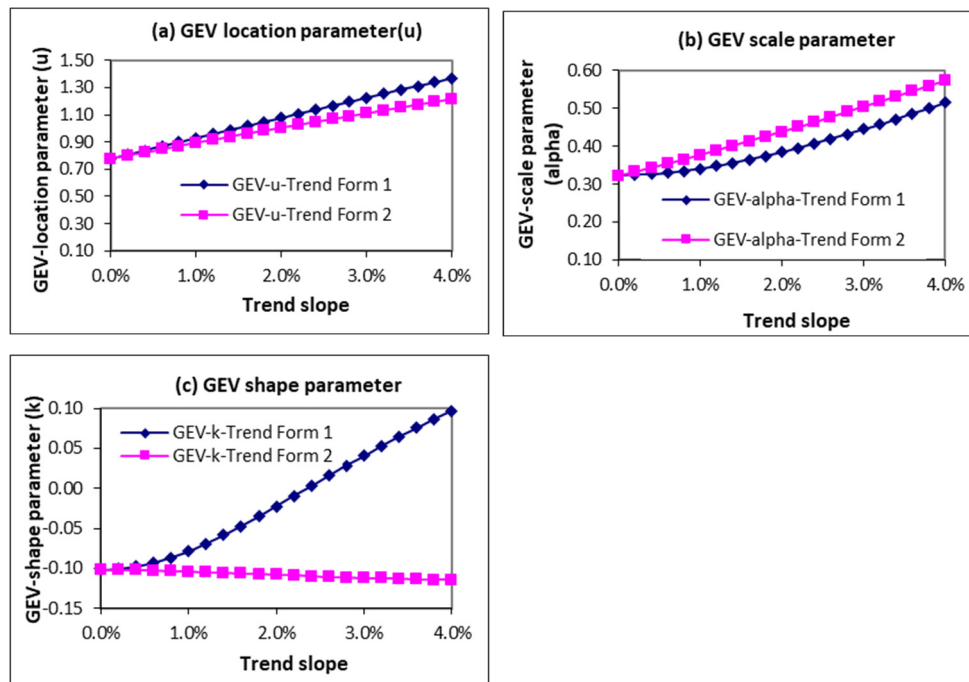 (a) GEV location parameter(u)
GEV-location parameter (u)
1.50
1.30
1.10
0.90
0.70
0.50
0.30
0.10
GEV-u-Trend Form 1
GEV-u-Trend Form 2
0.0% 1.0% 2.0% 3.0% 4.0%
Trend slope
(b) GEV scale parameter
GEV-scale parameter
(alpha)
0.60
0.50
0.40
0.30
0.20
0.10
GEV-alpha-Trend Form 1
GEV-alpha-Trend Form 2
0.0% 1.0% 2.0% 3.0% 4.0%
Trend slope
(c) GEV shape parameter
GEV-shape parameter (k)
0.10
0.05
0.00
-0.05
-0.10
-0.15
GEV-k-Trend Form 1
GEV-k-Trend Form 2
0.0% 1.0% 2.0% 3.0% 4.0%
Trend slope